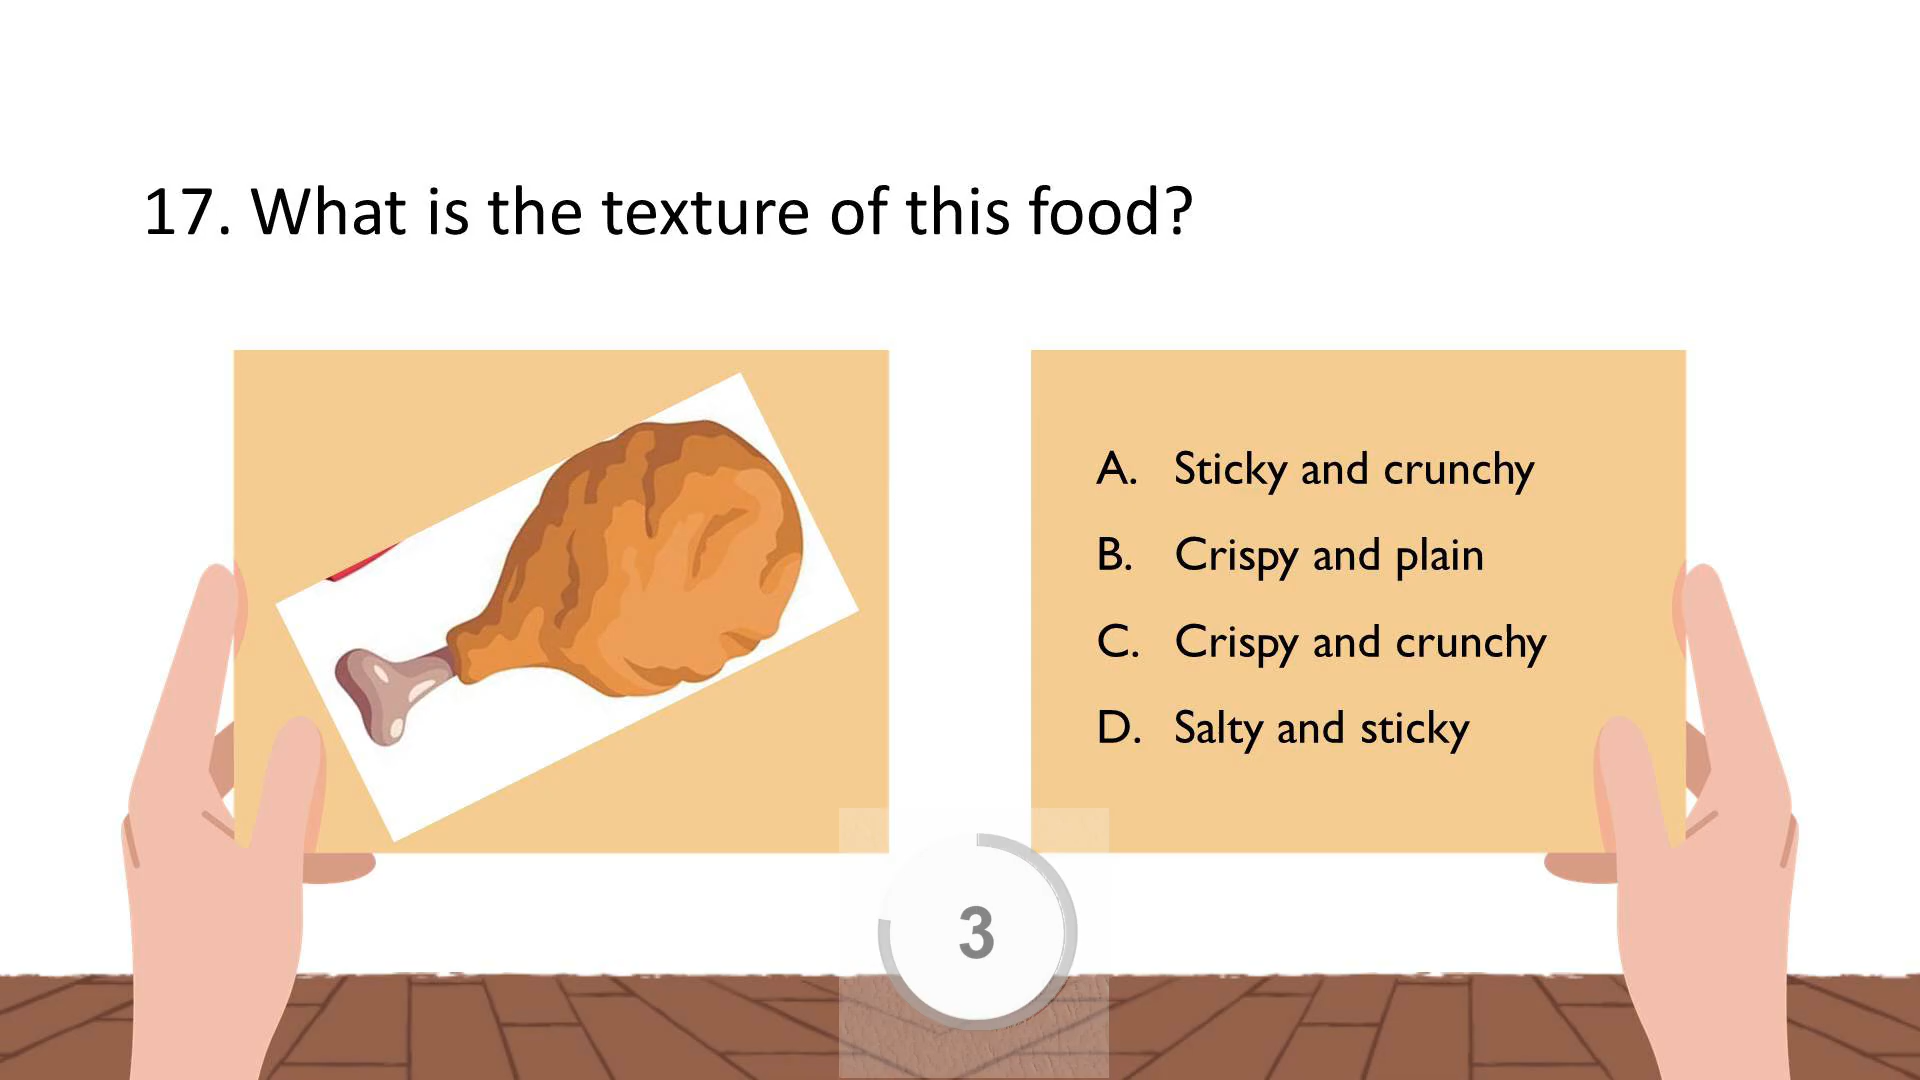 17. What is the texture of this food?
A. Sticky and crunchy
B. Crispy and plain
C. Crispy and crunchy
D. Salty and sticky
3